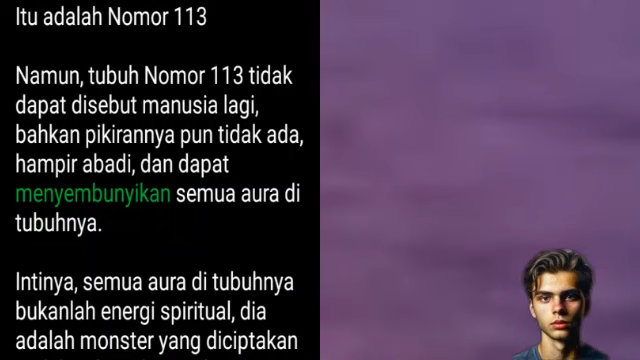 Itu adalah Nomor 113
Namun, tubuh Nomor 113 tidak
dapat disebut manusia lagi,
bahkan pikirannya pun tidak ada,
hampir abadi, dan dapat
menyembunyikan semua aura di
tubuhnya.
Intinya, semua aura di tubuhnya
bukanlah energi spiritual, dia
adalah monster yang diciptakan